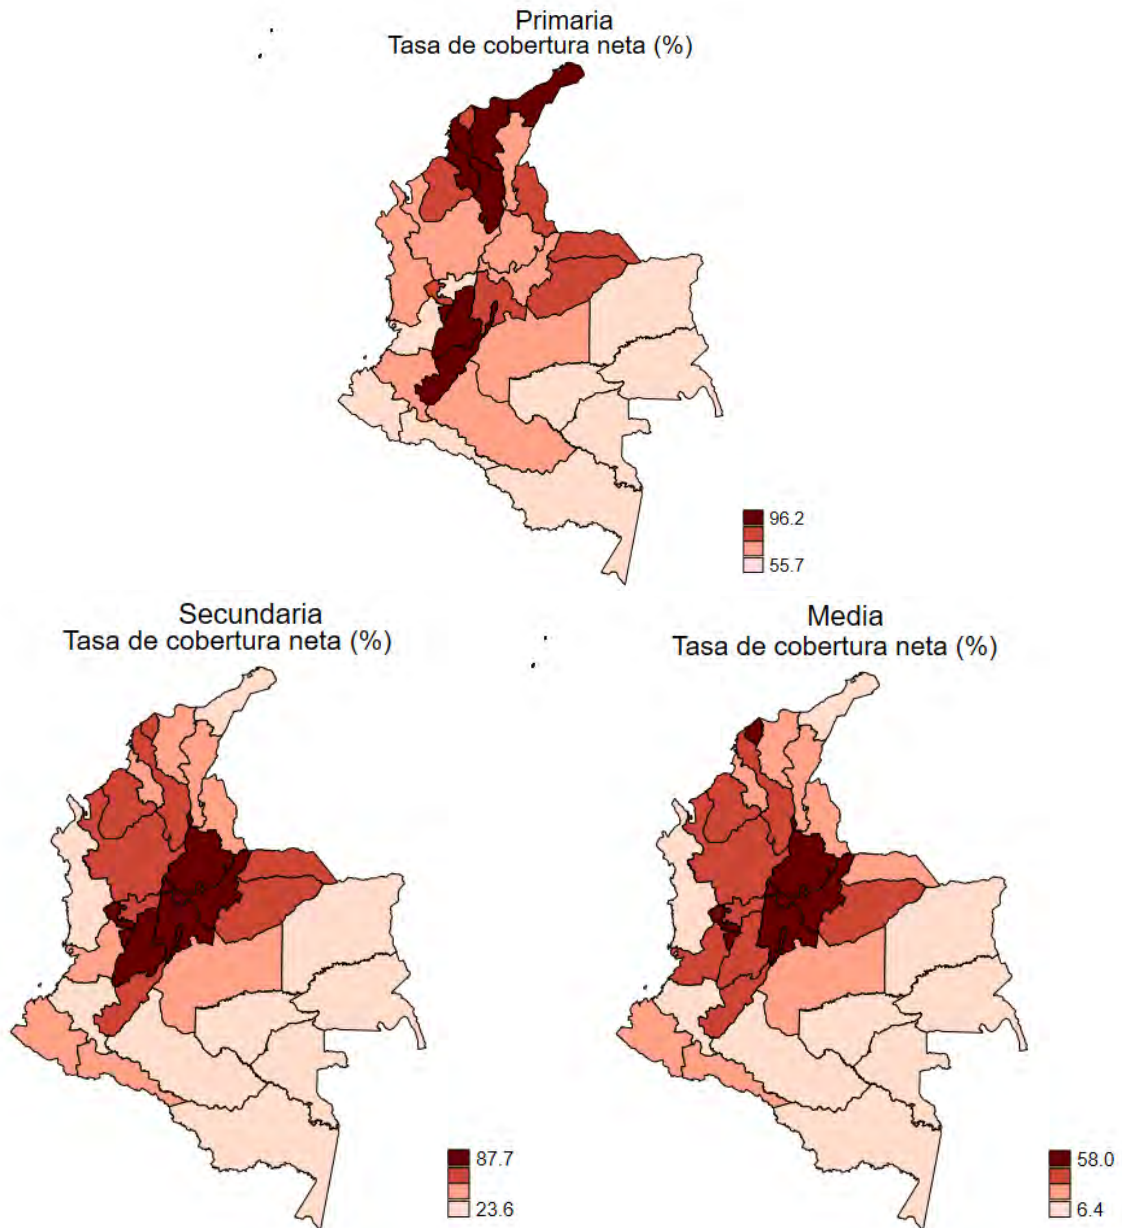 Primaria
Tasa de cobertura neta (%)
96.2
55.7
Secundaria
Tasa de cobertura neta (%)
87.7
23.6
Media
Tasa de cobertura neta (%)
58.0
6.4